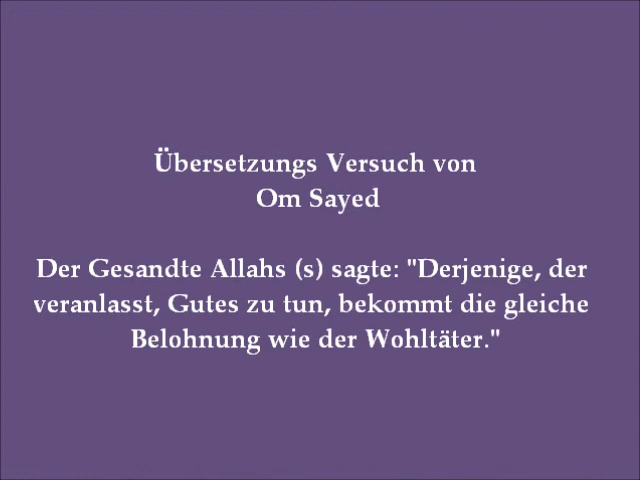 Übersetzungs Versuch von
Om Sayed
Der Gesandte Allahs (s) sagte: "Derjenige, der
veranlasst, Gutes zu tun, bekommt die gleiche
Belohnung wie der Wohltäter."